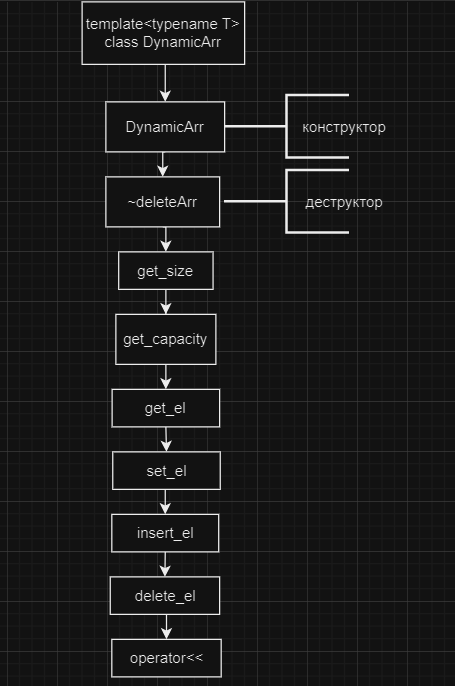 template<typename T>
class DynamicArr
DynamicArr
конструктор
~deleteArr
деструктор
get_size
get_capacity
get_el
set_el
insert_el
delete_el
operator<<